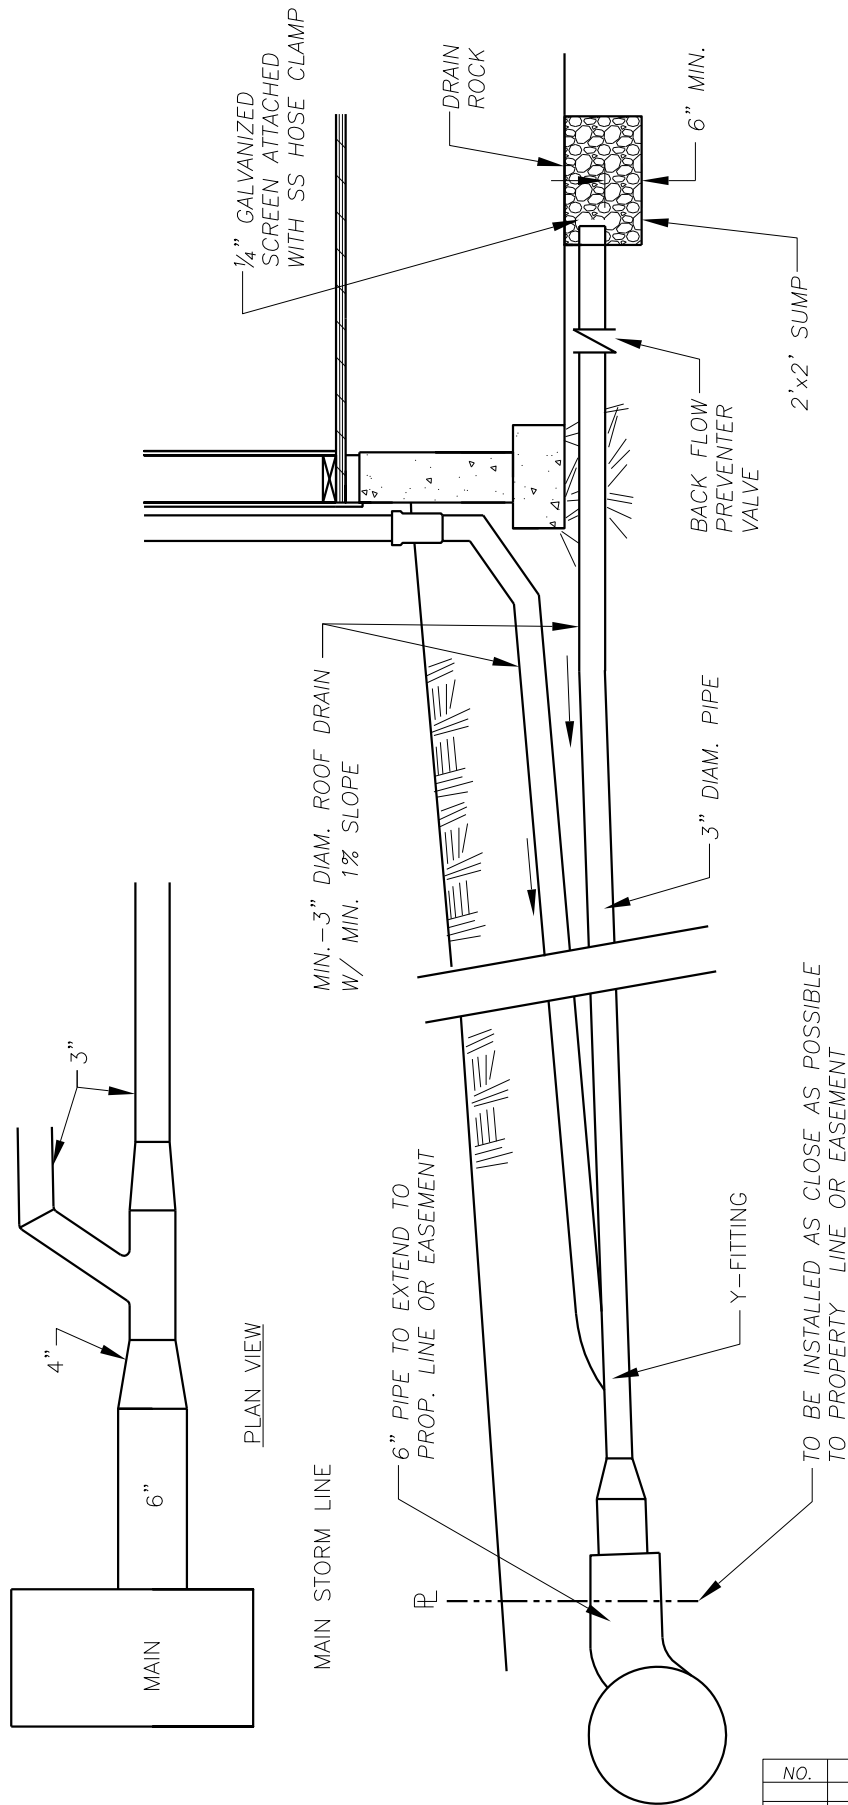 3"
4"
6"
MAIN
PLAN VIEW
MAIN STORM LINE
¼" GALVANIZED
SCREEN ATTACHED
WITH SS HOSE CLAMP
DRAIN
ROCK
6" MIN.
2'x2' SUMP
BACK FLOW
PREVENTER
VALVE
MIN.-3" DIAM. ROOF DRAIN
W/ MIN. 1% SLOPE
3" DIAM. PIPE
6" PIPE TO EXTEND TO
PROP. LINE OR EASEMENT
Y-FITTING
PL
TO BE INSTALLED AS CLOSE AS POSSIBLE
TO PROPERTY LINE OR EASEMENT
NO.